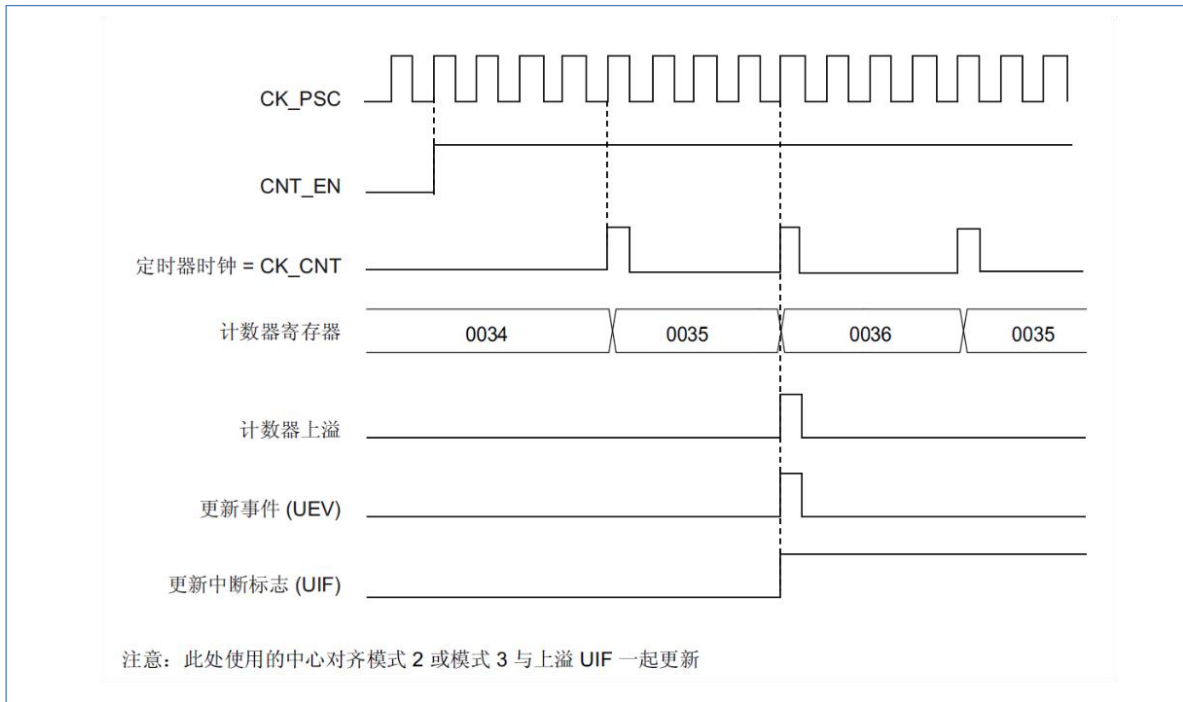 CK_PSC
CNT_EN
定时器时钟 = CK_CNT
计数器寄存器 0034 0035 0036 0035
计数器上溢
更新事件 (UEV)
更新中断标志 (UIF)
注意：此处使用的中心对齐模式 2 或模式 3 与上溢 UIF 一起更新